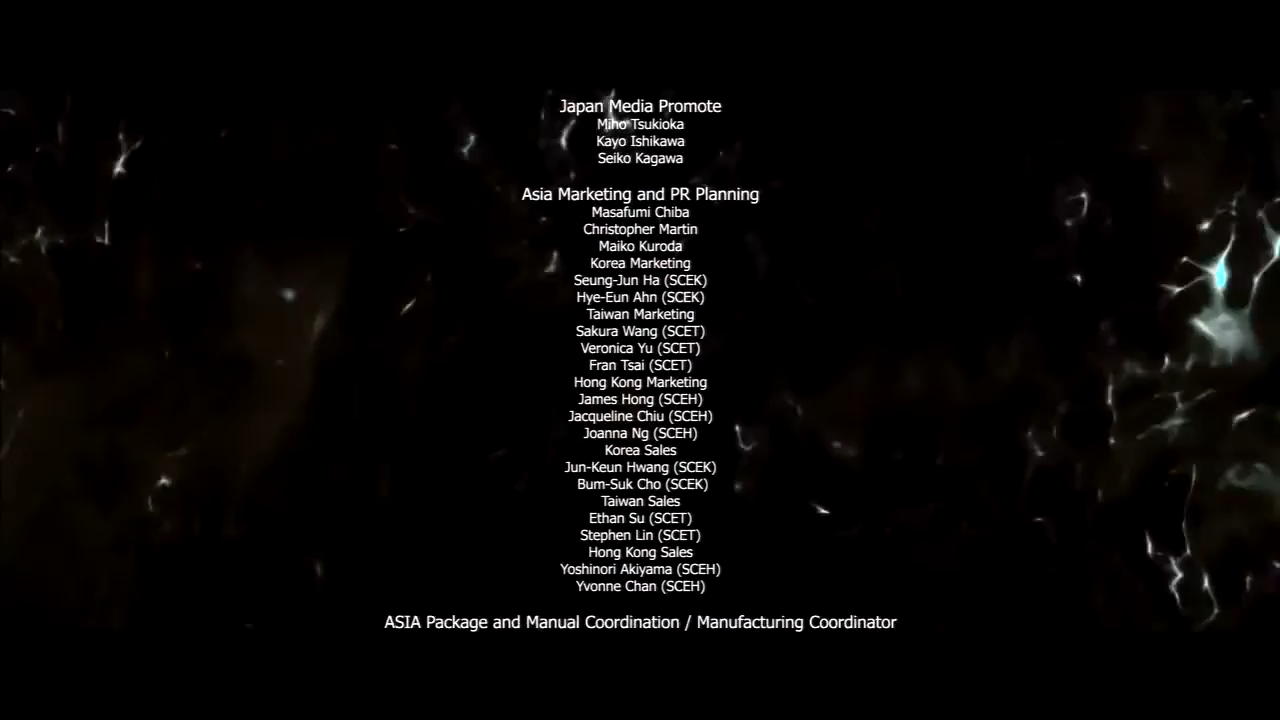 Japan Media Promote
Miho Tsukioka
Kayo Ishikawa
Seiko Kagawa
Asia Marketing and PR Planning
Masafumi Chiba
Christopher Martin
Maiko Kuroda
Korea Marketing
Seung-Jun Ha (SCEK)
Hye-Eun Ahn (SCEK)
Taiwan Marketing
Sakura Wang (SCET)
Veronica Yu (SCET)
Fran Tsai (SCET)
Hong Kong Marketing
James Hong (SCEH)
Jacqueline Chiu (SCEH)
Joanna Ng (SCEH)
Korea Sales
Jun-Keun Hwang (SCEK)
Bum-Suk Cho (SCEK)
Taiwan Sales
Ethan Su (SCET)
Stephen Lin (SCET)
Hong Kong Sales
Yoshinori Akiyama (SCEH)
Yvonne Chan (SCEH)
ASIA Package and Manual Coordination / Manufacturing Coordinator